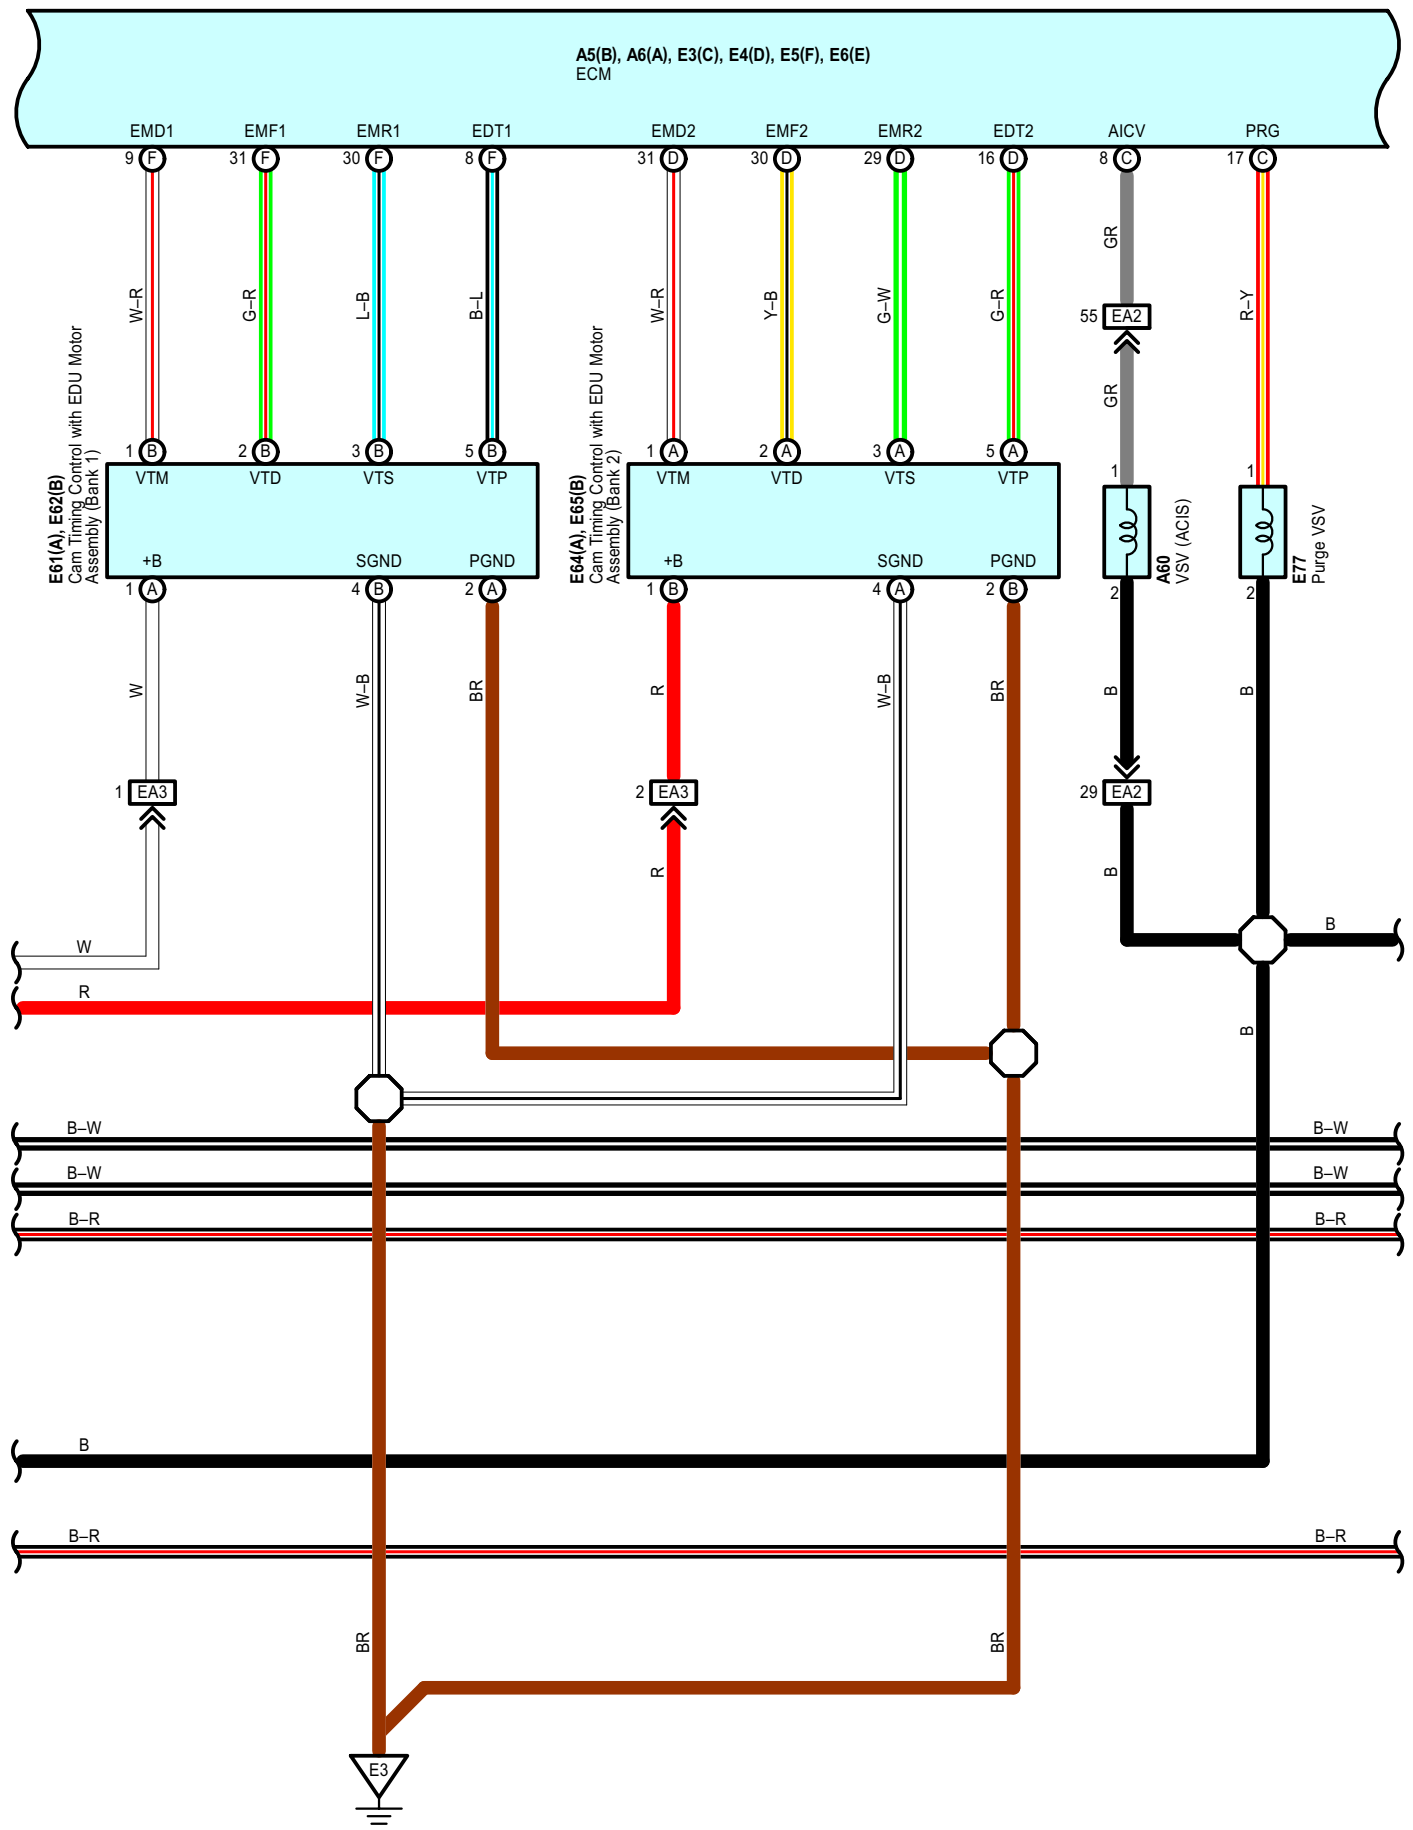 A5(B), A6(A), E3(C), E4(D), E5(F), E6(E)
ECM
EMD1 EMF1 EMR1 EDT1 EMD2 EMF2 EMR2 EDT2 AICV PRG
9 F 31 F 30 F 8 F 31 D 30 D 29 D 16 D 8 C 17 C
W–R G–R L–B B–L W–R Y–B G–W G–R GR R–Y
55 EA2
GR
E61(A), E62(B)
Cam Timing Control with EDU Motor
Assembly (Bank 1)
1 B 2 B 3 B 5 B
VTM VTD VTS VTP
+B SGND PGND
1 A 4 B 2 A
E64(A), E65(B)
Cam Timing Control with EDU Motor
Assembly (Bank 2)
1 A 2 A 3 A 5 A
VTM VTD VTS VTP
+B SGND PGND
1 B 4 A 2 B
1
A60
VSV (ACIS)
2
1
E77
Purge VSV
2
W W–B BR R W–B BR B B
1 EA3 2 EA3 29 EA2
R B
W B
R
B
B–W B–W
B–W B–W
B–R B–R
B
B–R B–R
BR BR
E3